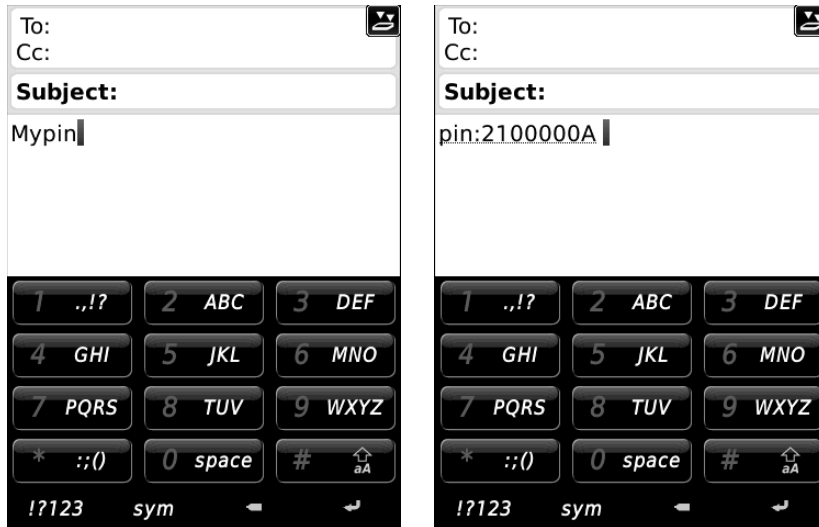 To:
Cc:
Subject:
Mypin
1 .,!?
2 ABC
3 DEF
4 GHI
5 JKL
6 MNO
7 PQRS
8 TUV
9 WXYZ
* :;()
0 space
# aA
!?123
sym
To:
Cc:
Subject:
pin:2100000A
1 .,!?
2 ABC
3 DEF
4 GHI
5 JKL
6 MNO
7 PQRS
8 TUV
9 WXYZ
* :;()
0 space
# aA
!?123
sym